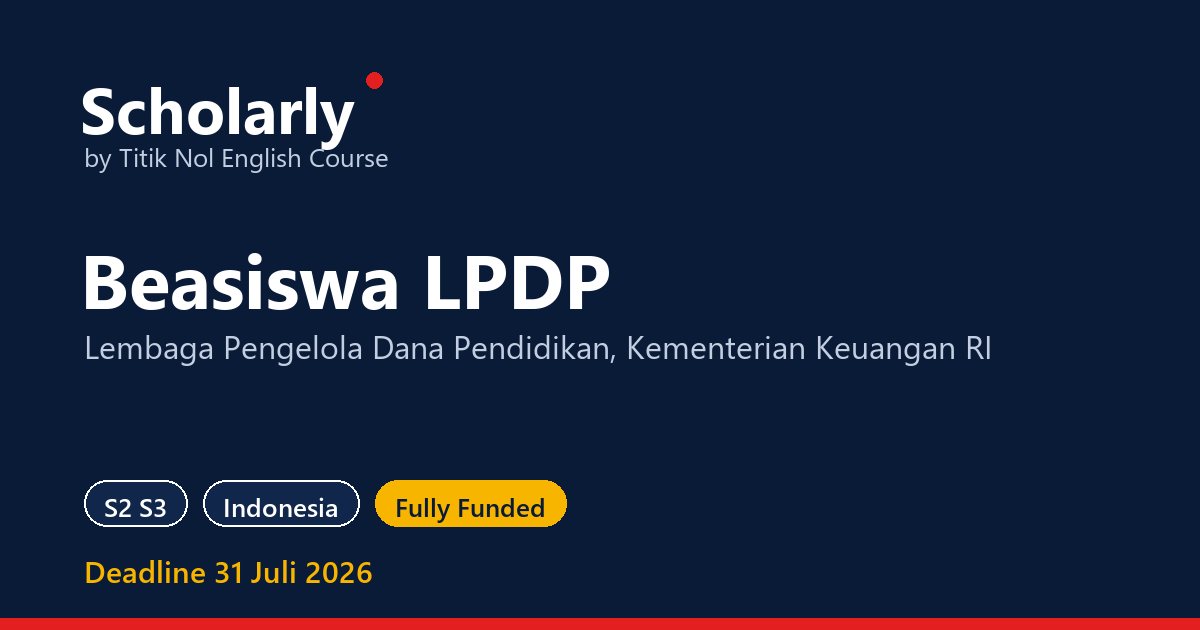 Scholarly
by Titik Nol English Course
Beasiswa LPDP
Lembaga Pengelola Dana Pendidikan, Kementerian Keuangan RI
S2 S3 Indonesia Fully Funded
Deadline 31 Juli 2026